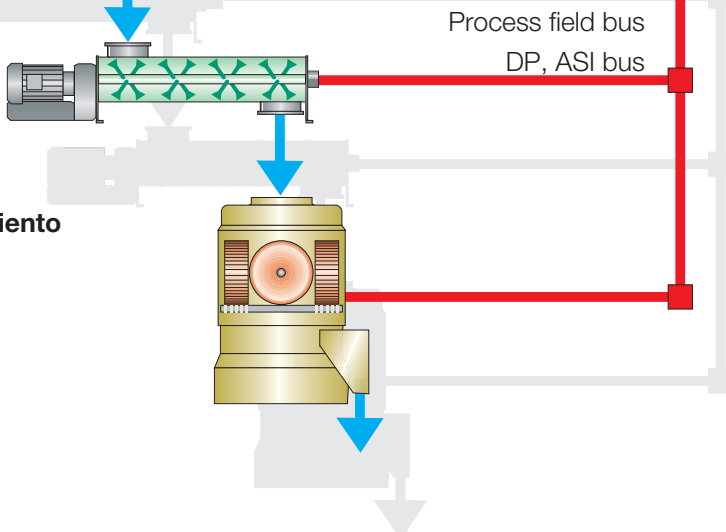 Process field bus
DP, ASI bus
iento